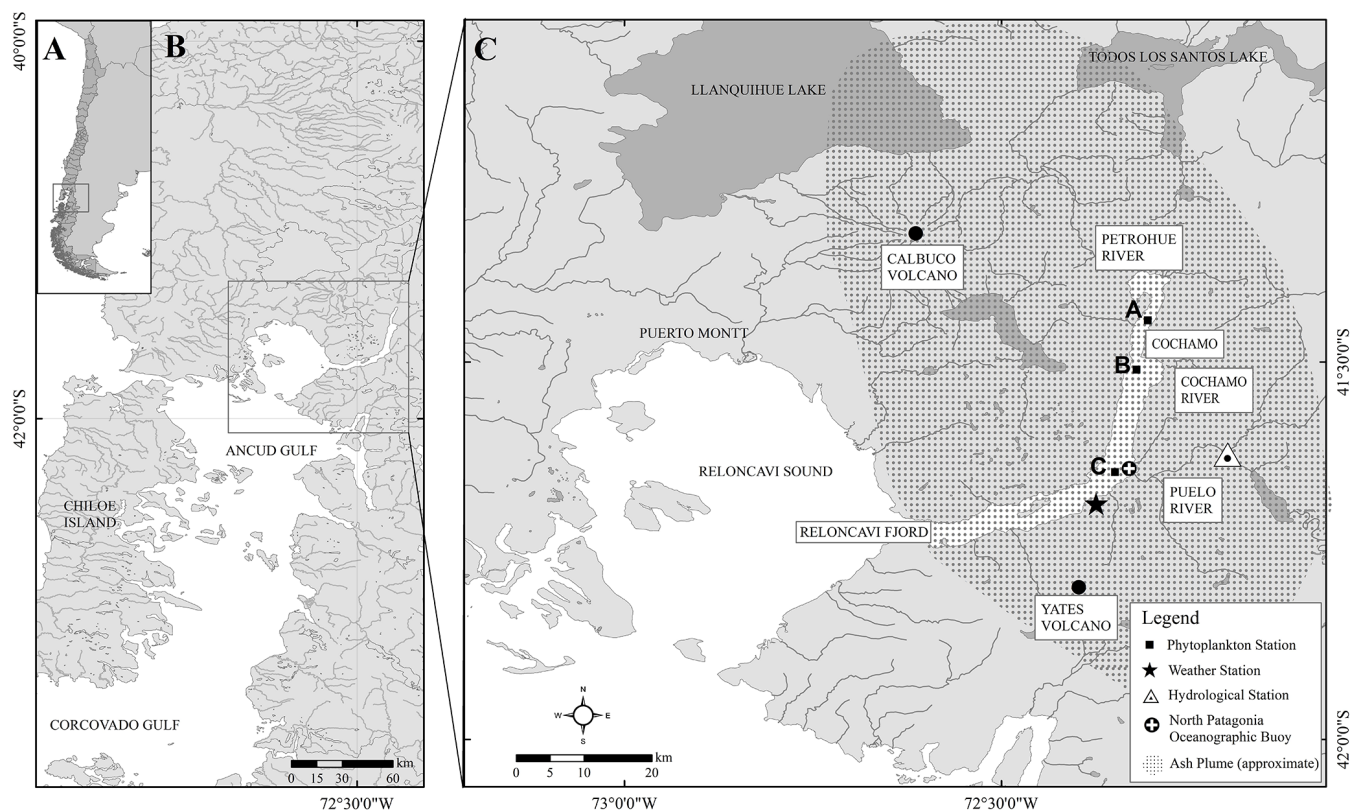 A
B
C
40°0'0"S
42°0'0"S
ANCUD GULF
CHILOE
ISLAND
CORCOVADO GULF
km
0 15 30 60
72°30'0"W
LLANQUIHUE LAKE
TODOS LOS SANTOS LAKE
PETROHUE
RIVER
CALBUCO
VOLCANO
A
PUERTO MONTT
COCHAMO
B
COCHAMO
RIVER
41°30'0"S
RELONCAVI SOUND
C
PUELO
RIVER
RELONCAVI FJORD
YATES
VOLCANO
Legend
Phytoplankton Station
Weather Station
Hydrological Station
North Patagonia
Oceanographic Buoy
Ash Plume (approximate)
N
W E
S
km
0 5 10 20
73°0'0"W
72°30'0"W
42°0'0"S